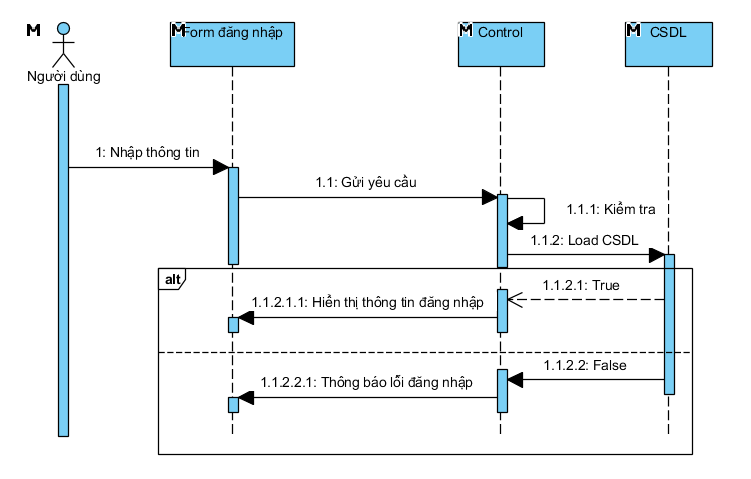 M
M
M
M
Form đăng nhập
Control
CSDL
Người dùng
1: Nhập thông tin
1.1: Gửi yêu cầu
1.1.1: Kiểm tra
1.1.2: Load CSDL
alt
1.1.2.1: True
1.1.2.1.1: Hiển thị thông tin đăng nhập
1.1.2.2: False
1.1.2.2.1: Thông báo lỗi đăng nhập